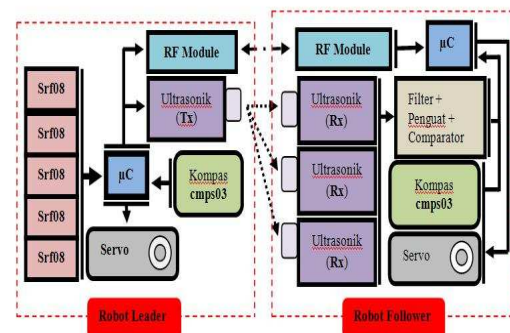 RF Module
RF Module
µC
Srf08
Srf08
Srf08
Srf08
Srf08
Ultrasonik
(Tx)
µC
Kompas
cmps03
Servo
Robot Leader
Ultrasonik
(Rx)
Ultrasonik
(Rx)
Ultrasonik
(Rx)
Filter +
Penguat +
Comparator
Kompas
cmps03
Servo
Robot Follower